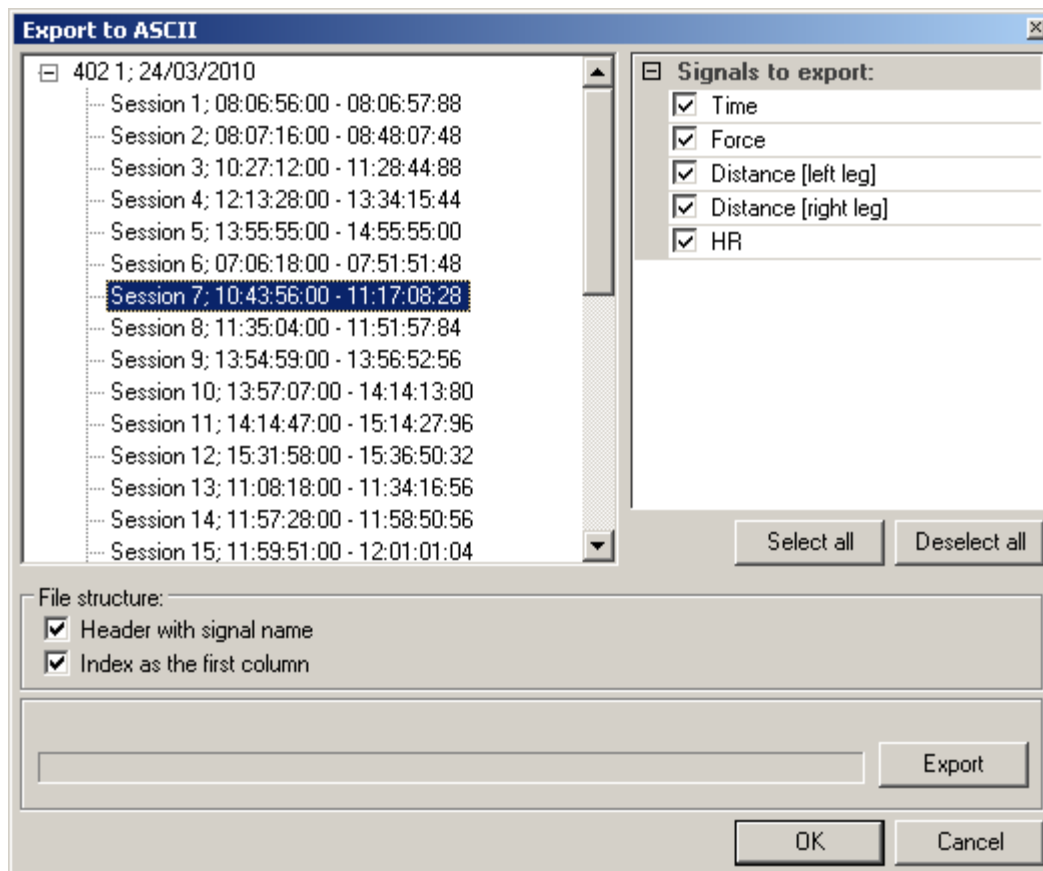 Export to ASCII
402 1; 24/03/2010
Session 1; 08:06:56:00 - 08:06:57:88
Session 2; 08:07:16:00 - 08:48:07:48
Session 3; 10:27:12:00 - 11:28:44:88
Session 4; 12:13:28:00 - 13:34:15:44
Session 5; 13:55:55:00 - 14:55:55:00
Session 6; 07:06:18:00 - 07:51:51:48
Session 7; 10:43:56:00 - 11:17:08:28
Session 8; 11:35:04:00 - 11:51:57:84
Session 9; 13:54:59:00 - 13:56:52:56
Session 10; 13:57:07:00 - 14:14:13:80
Session 11; 14:14:47:00 - 15:14:27:96
Session 12; 15:31:58:00 - 15:36:50:32
Session 13; 11:08:18:00 - 11:34:16:56
Session 14; 11:57:28:00 - 11:58:50:56
Session 15; 11:59:51:00 - 12:01:01:04
Signals to export:
Time
Force
Distance [left leg]
Distance [right leg]
HR
Select all
Deselect all
File structure:
Header with signal name
Index as the first column
Export
OK
Cancel